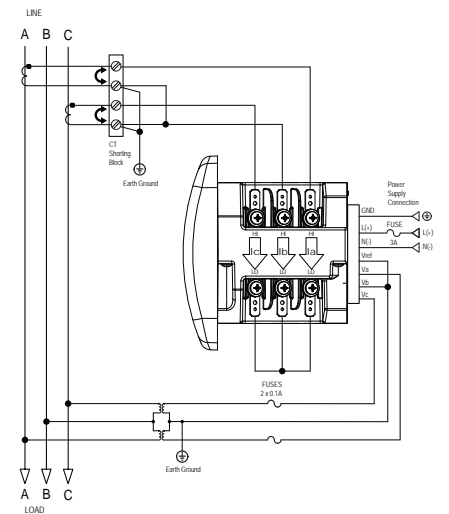 LINE
A B C
CT
Shorting
Block
Earth Ground
Power
Supply
Connection
GND
FUSE
L(+)
L(+)
3A
N(-)
N(-)
Vref
Va
Vb
Vc
HI HI HI
Ic Ib Ia
LO LO LO
FUSES
2 x 0.1A
Earth Ground
A B C
LOAD